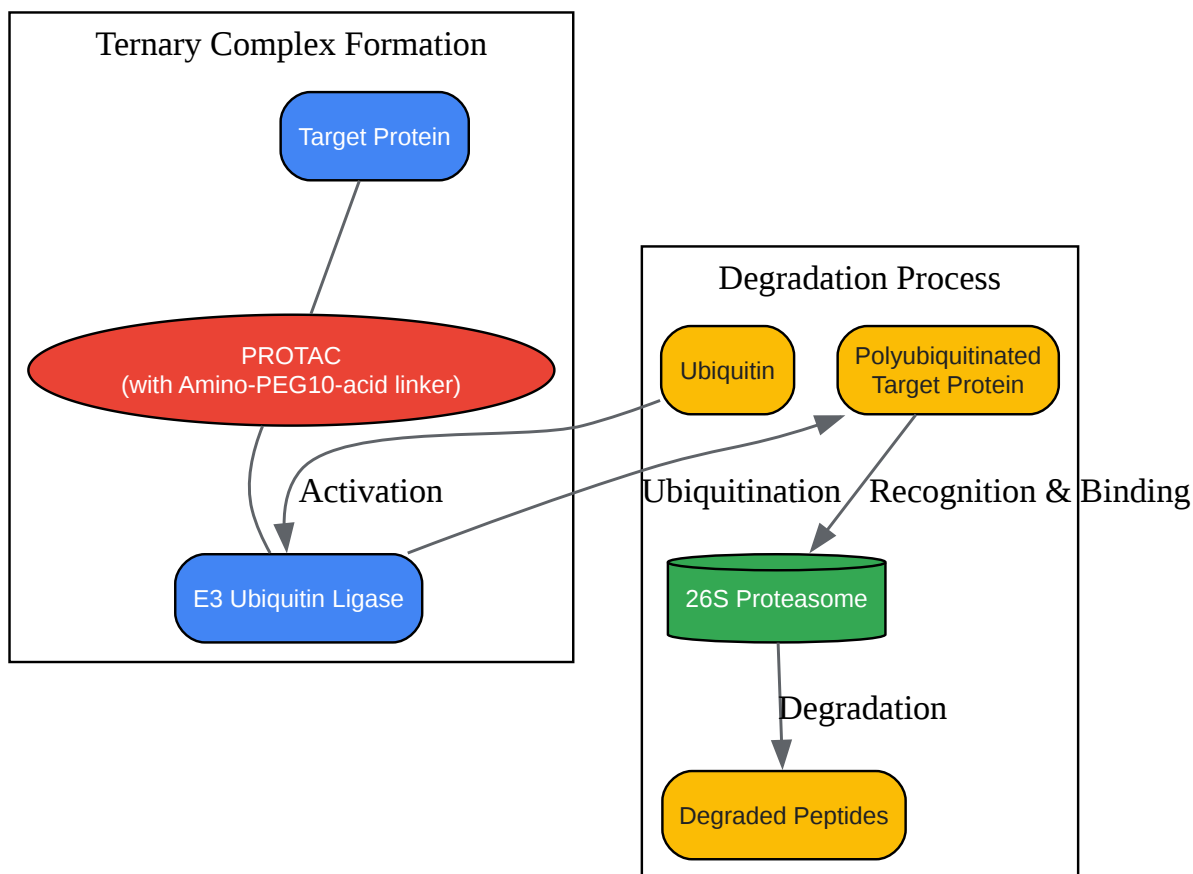 Ternary Complex Formation
Target Protein
PROTAC
(with Amino-PEG10-acid linker)
Activation
E3 Ubiquitin Ligase
Degradation Process
Ubiquitin
Polyubiquitinated
Target Protein
Ubiquitination
Recognition & Binding
26S Proteasome
Degradation
Degraded Peptides